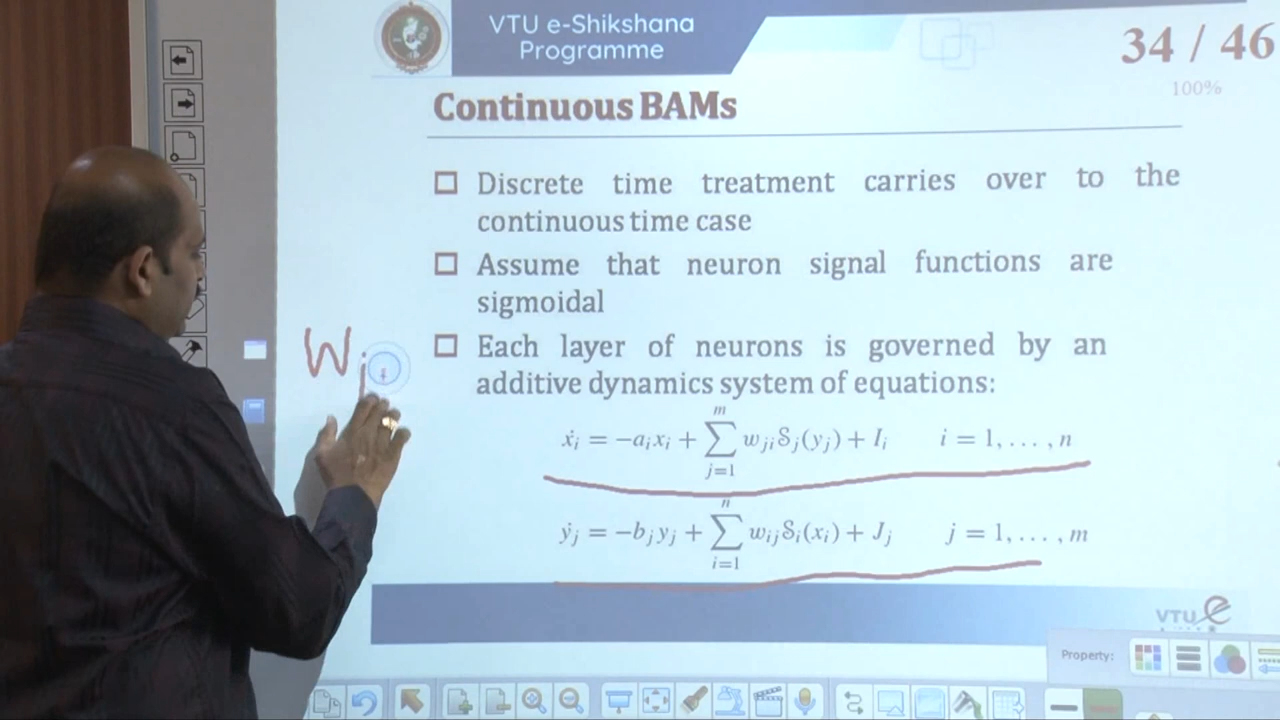 VTU e-Shikshana
Programme
34 / 46
100%
Continuous BAMs
Discrete time treatment carries over to the
continuous time case
Assume that neuron signal functions are
sigmoidal
Each layer of neurons is governed by an
additive dynamics system of equations:
W j
ẋᵢ = −aᵢxᵢ + ∑ⱼ₌₁ᵐ wⱼᵢSⱼ(yⱼ) + Iᵢ i = 1, . . . , n
ẏⱼ = −bⱼyⱼ + ∑ᵢ₌₁ⁿ wᵢⱼSᵢ(xᵢ) + Jⱼ j = 1, . . . , m
VTU e
Property: